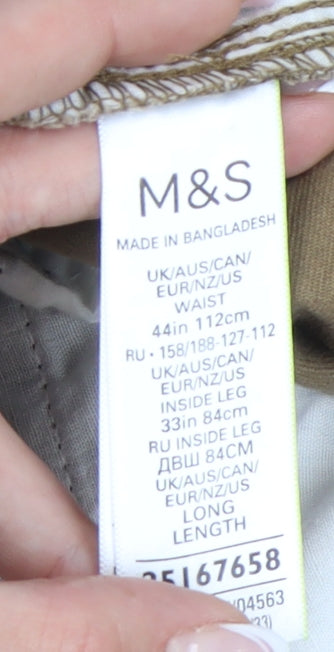 M&S
MADE IN BANGLADESH
UK/AUS/CAN/
EUR/NZ/US
WAIST
44in 112cm
RU • 158/188-127-112
UK/AUS/CAN/
EUR/NZ/US
INSIDE LEG
33in 84cm
RU INSIDE LEG
ДВШ 84CM
UK/AUS/CAN/
EUR/NZ/US
LONG
LENGTH
25167658
/04563